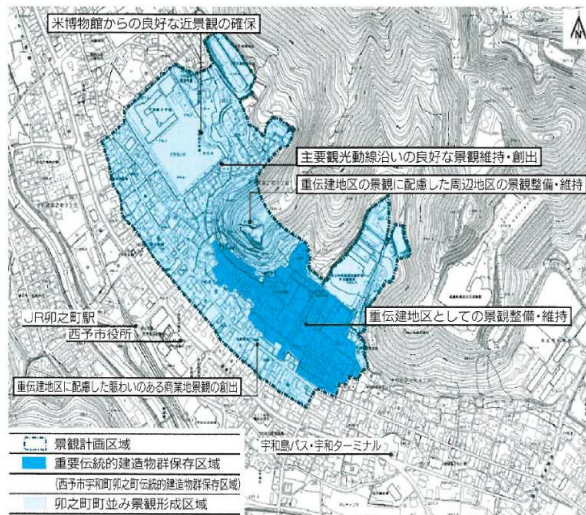 米博物館からの良好な近景観の確保
N
主要観光動線沿いの良好な景観維持・創出
重伝建地区の景観に配慮した周辺地区の景観整備・維持
重伝建地区としての景観整備・維持
JR卯之町駅
西予市役所
重伝建地区に配慮した賑わいのある商業地景観の創出
宇和島バス・宇和ターミナル
景観計画区域
重要伝統的建造物群保存区域
(西予市宇和町卯之町伝統的建造物群保存区域)
卯之町町並み景観形成区域